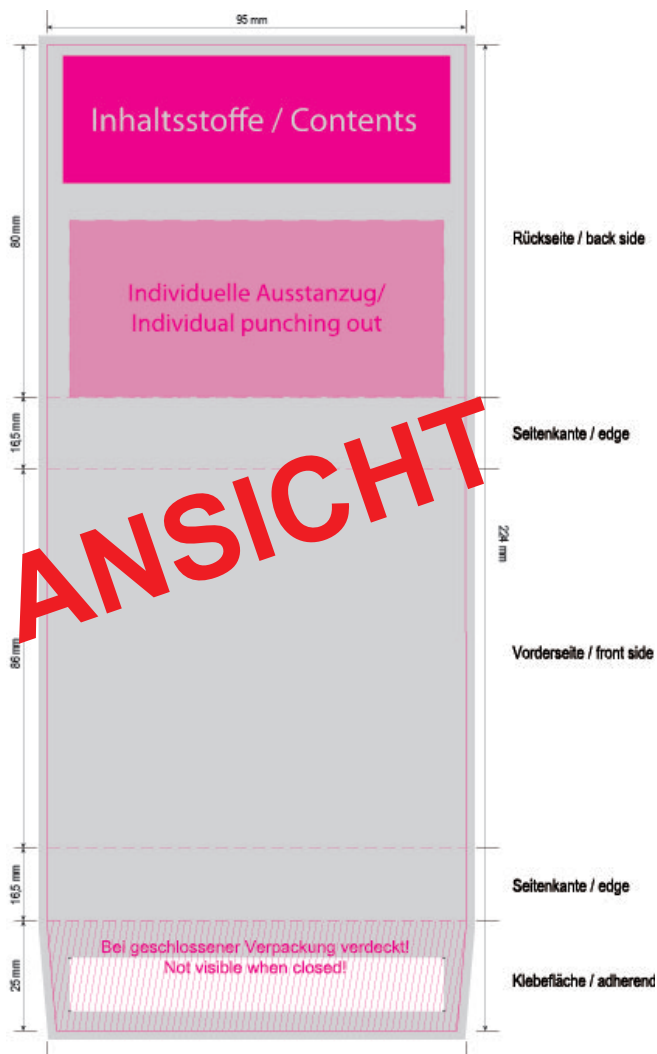 95 mm
Inhaltsstoffe / Contents
80 mm
Rückseite / back side
Individuelle Ausstanzug/
Individual punching out
16,5 mm
Seitenkante / edge
ANSICHT
224 mm
86 mm
Vorderseite / front side
16,5 mm
Seitenkante / edge
Bei geschlossener Verpackung verdeckt!
Not visible when closed!
25 mm
Klebefläche / adherend